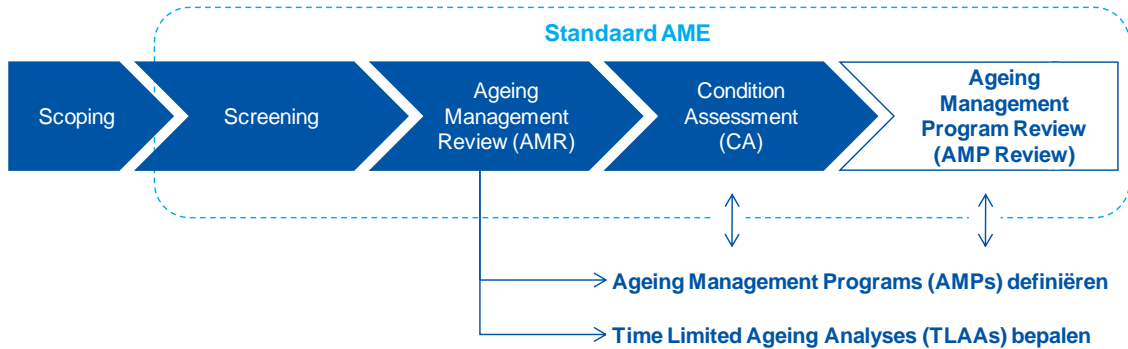 Standaard AME
Scoping
Screening
Ageing
Management
Review (AMR)
Condition
Assessment
(CA)
Ageing
Management
Program Review
(AMP Review)
Ageing Management Programs (AMPs) definiëren
Time Limited Ageing Analyses (TLAAs) bepalen